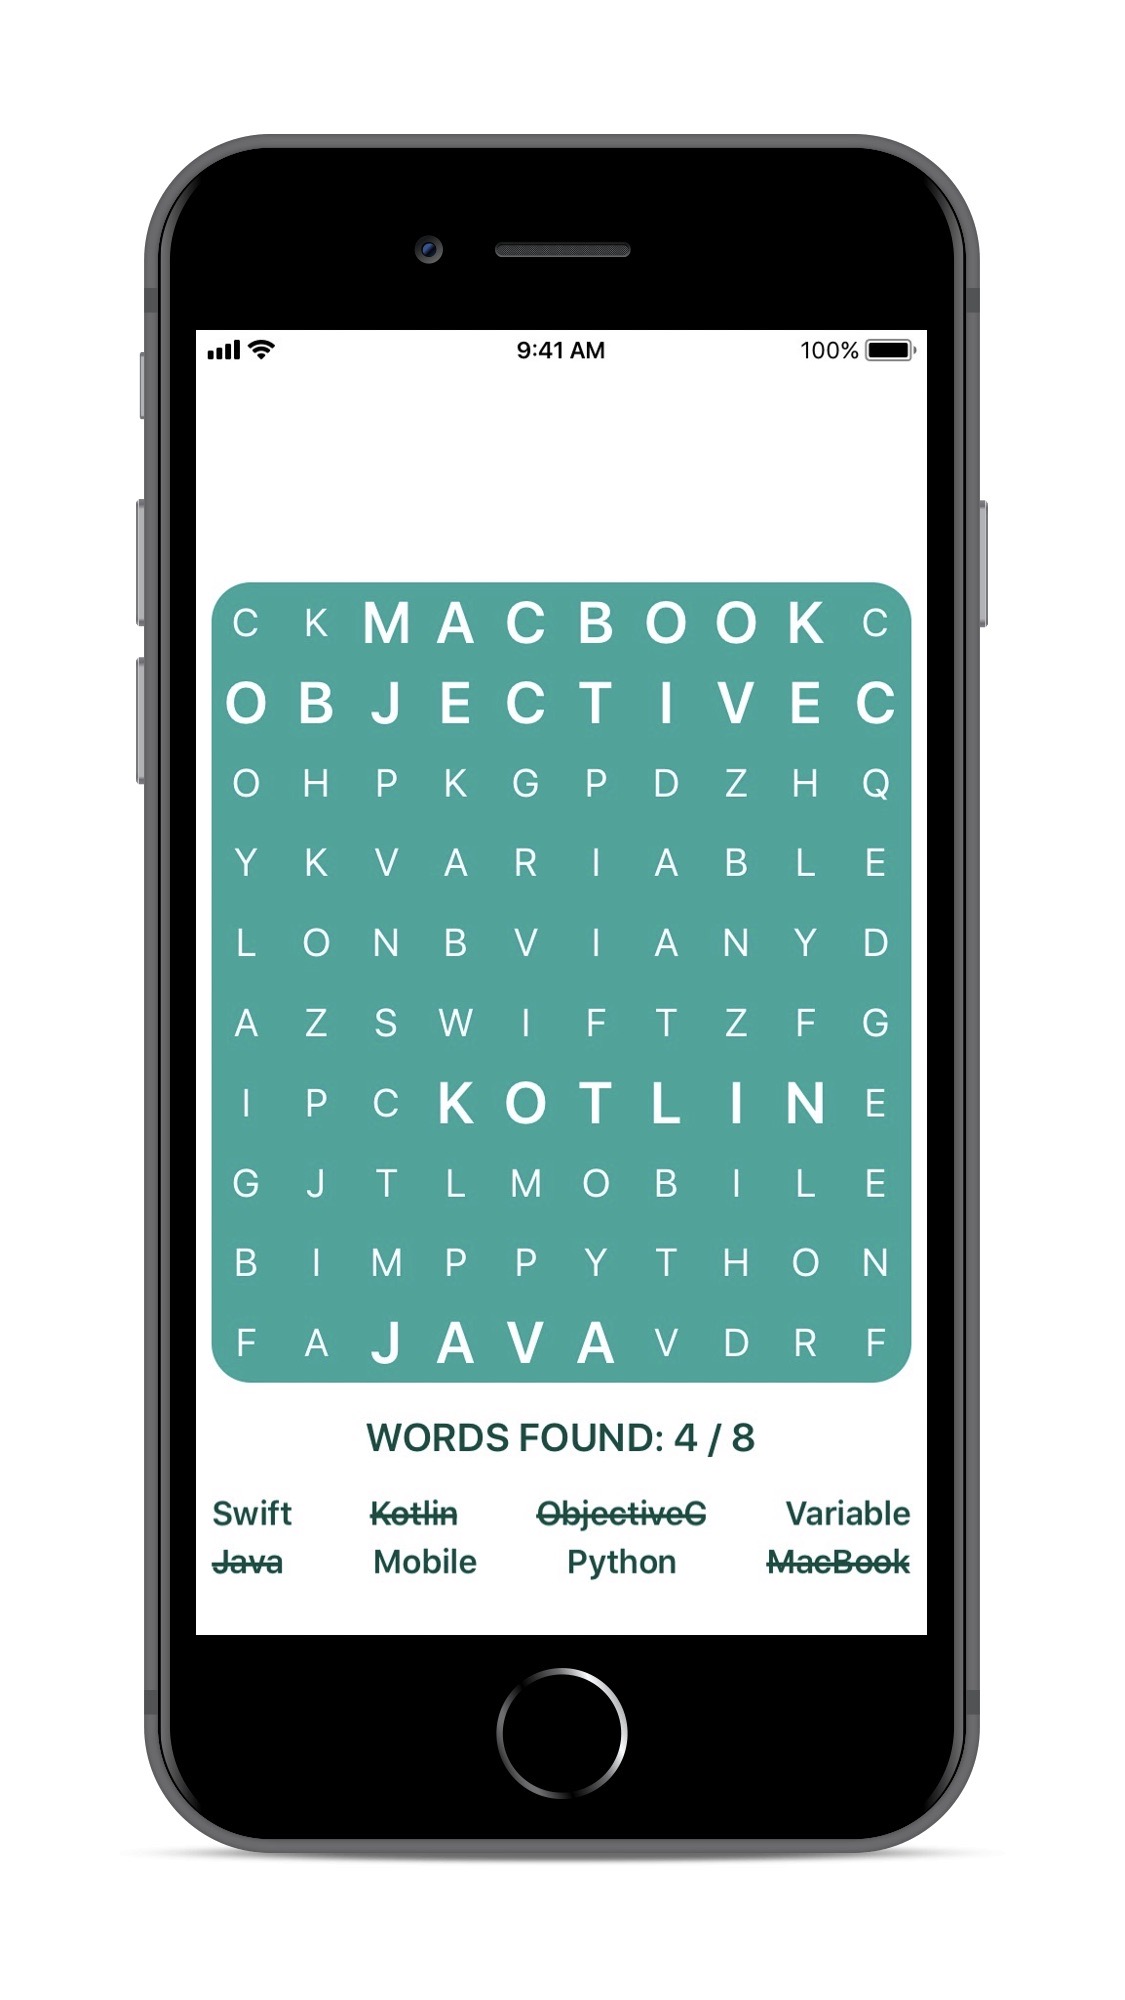 9:41 AM 100%
C K M A C B O O K C
O B J E C T I V E C
O H P K G P D Z H Q
Y K V A R I A B L E
L O N B V I A N Y D
A Z S W I F T Z F G
I P C K O T L I N E
G J T L M O B I L E
B I M P P Y T H O N
F A J A V A V D R F
WORDS FOUND: 4 / 8
Swift Kotlin ObjectiveC Variable
Java Mobile Python MacBook